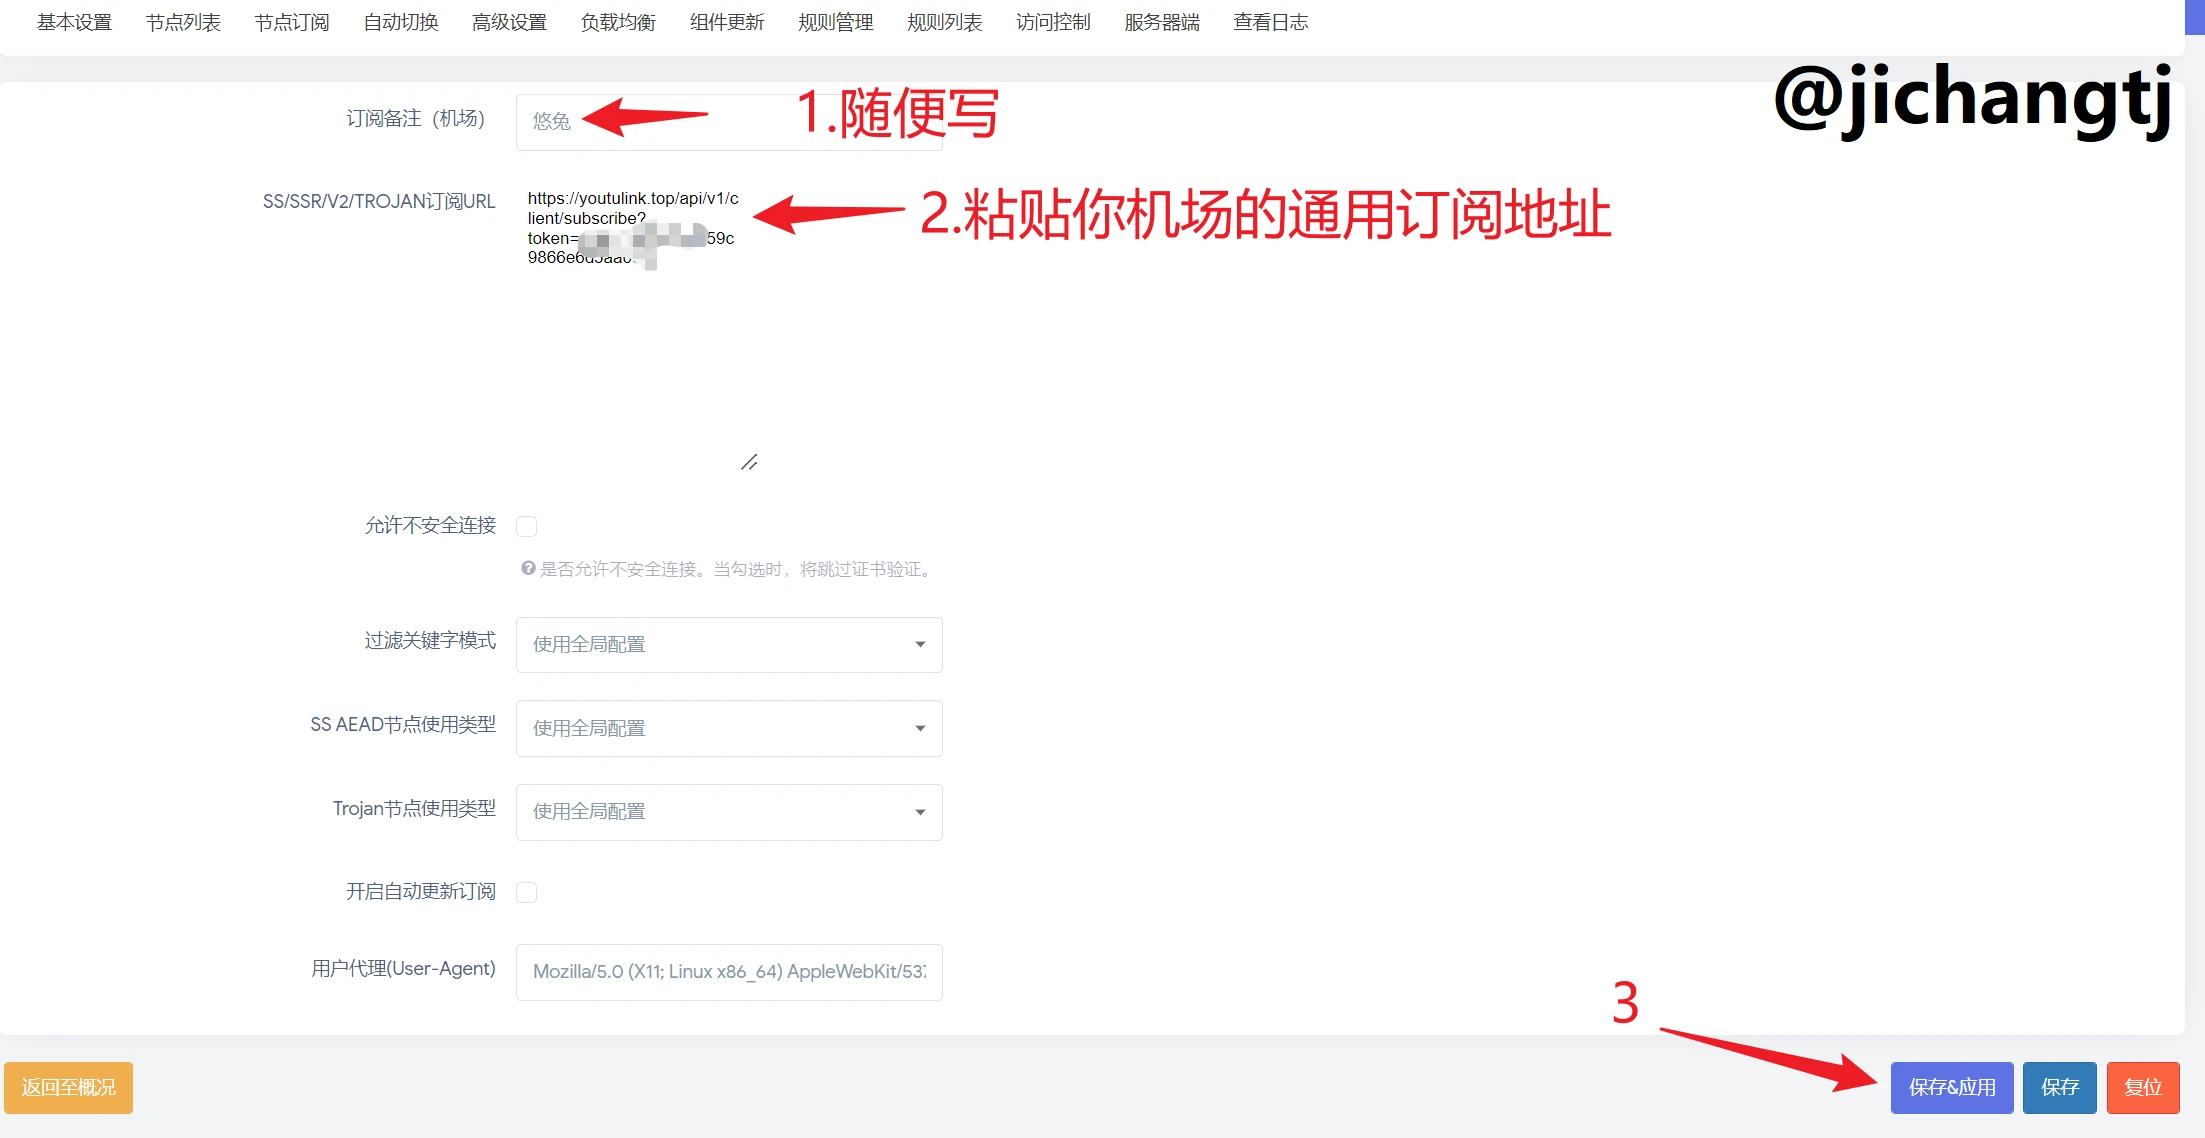 基本设置 节点列表 节点订阅 自动切换 高级设置 负载均衡 组件更新 规则管理 规则列表 访问控制 服务器端 查看日志
@jichangtj
订阅备注（机场） 悠兔 1.随便写
SS/SSR/V2/TROJAN订阅URL https://youtulink.top/api/v1/c
lient/subscribe?
token= 59c
9866e6d5aa
2.粘贴你机场的通用订阅地址
允许不安全连接
是否允许不安全连接。当勾选时，将跳过证书验证。
过滤关键字模式 使用全局配置
SS AEAD节点使用类型 使用全局配置
Trojan节点使用类型 使用全局配置
开启自动更新订阅
用户代理(User-Agent) Mozilla/5.0 (X11; Linux x86_64) AppleWebKit/537
3
返回至概况 保存&应用 保存 复位